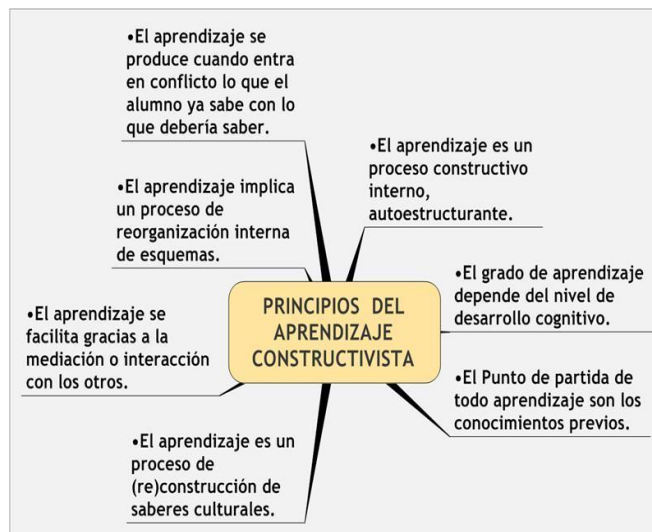 •El aprendizaje se
produce cuando entra
en conflicto lo que el
alumno ya sabe con lo
que debería saber.
•El aprendizaje es un
proceso constructivo
interno,
autoestructurante.
•El aprendizaje implica
un proceso de
reorganización interna
de esquemas.
•El grado de aprendizaje
depende del nivel de
desarrollo cognitivo.
PRINCIPIOS DEL
APRENDIZAJE
CONSTRUCTIVISTA
•El aprendizaje se
facilita gracias a la
mediación o interacción
con los otros.
•El Punto de partida de
todo aprendizaje son los
conocimientos previos.
•El aprendizaje es un
proceso de
(re)construcción de
saberes culturales.